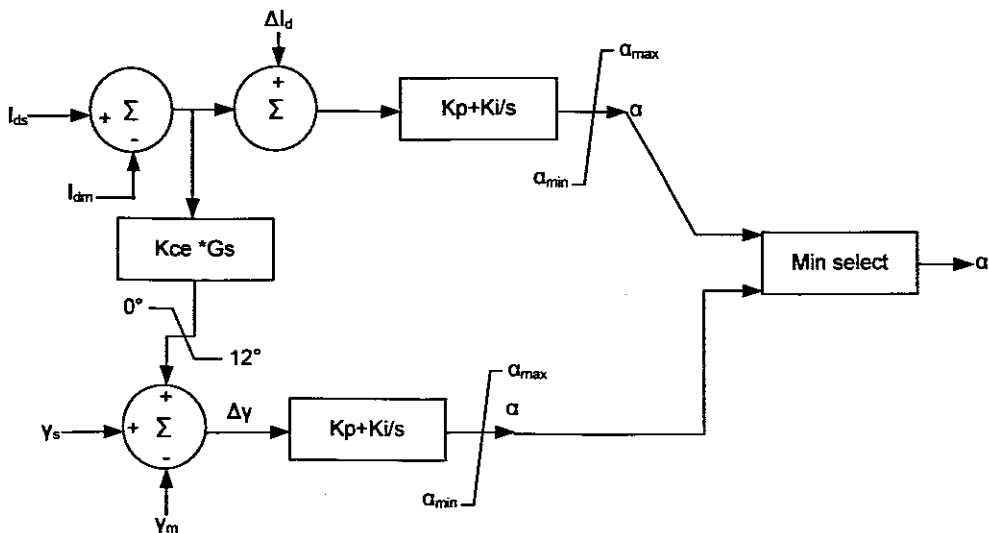 ΔI_d
+
Σ
α_max
I_ds
+
Σ
-
I_dm
Kp+Ki/s
α
α_min
Kce *Gs
Min select
α
0°
12°
+
γ_s
+
Σ
-
Δγ
Kp+Ki/s
α_max
α
α_min
γ_m